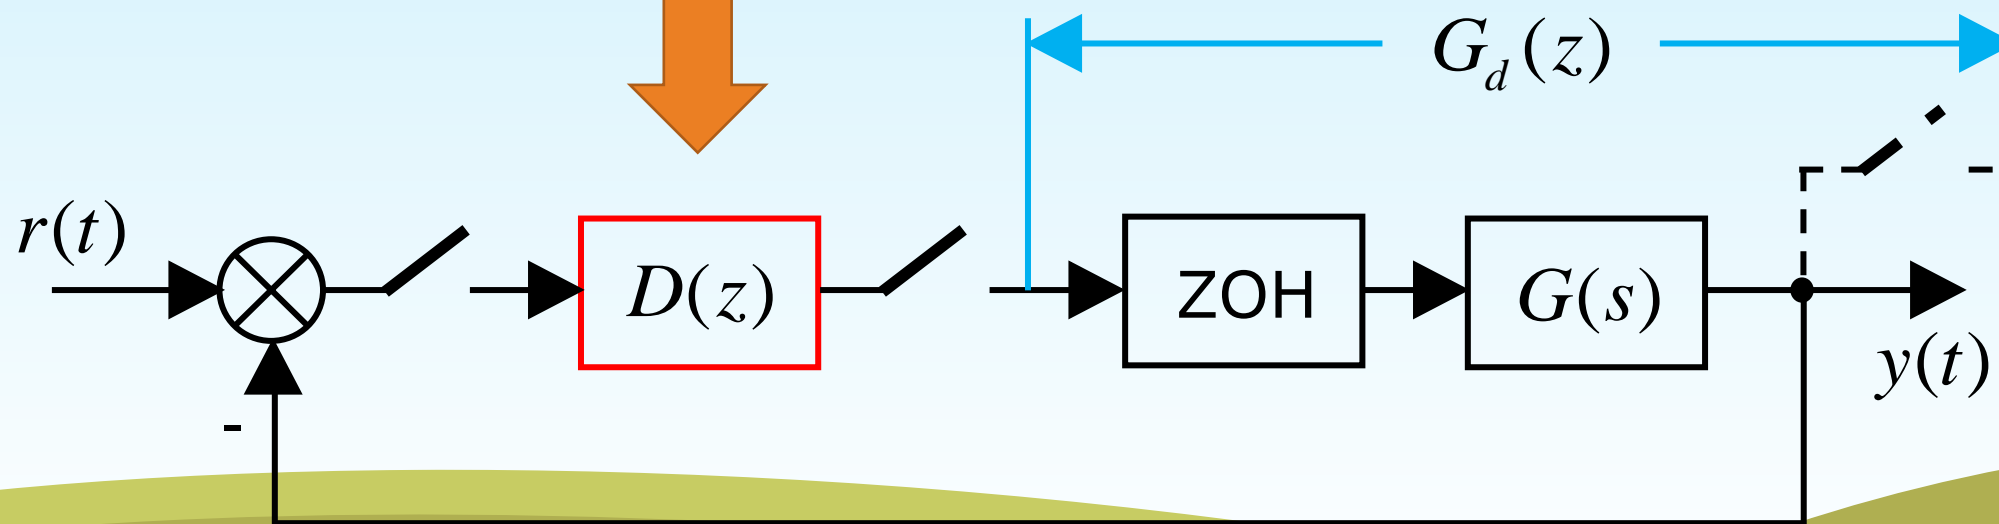 G_d(z)
r(t)
D(z)
ZOH
G(s)
y(t)
-